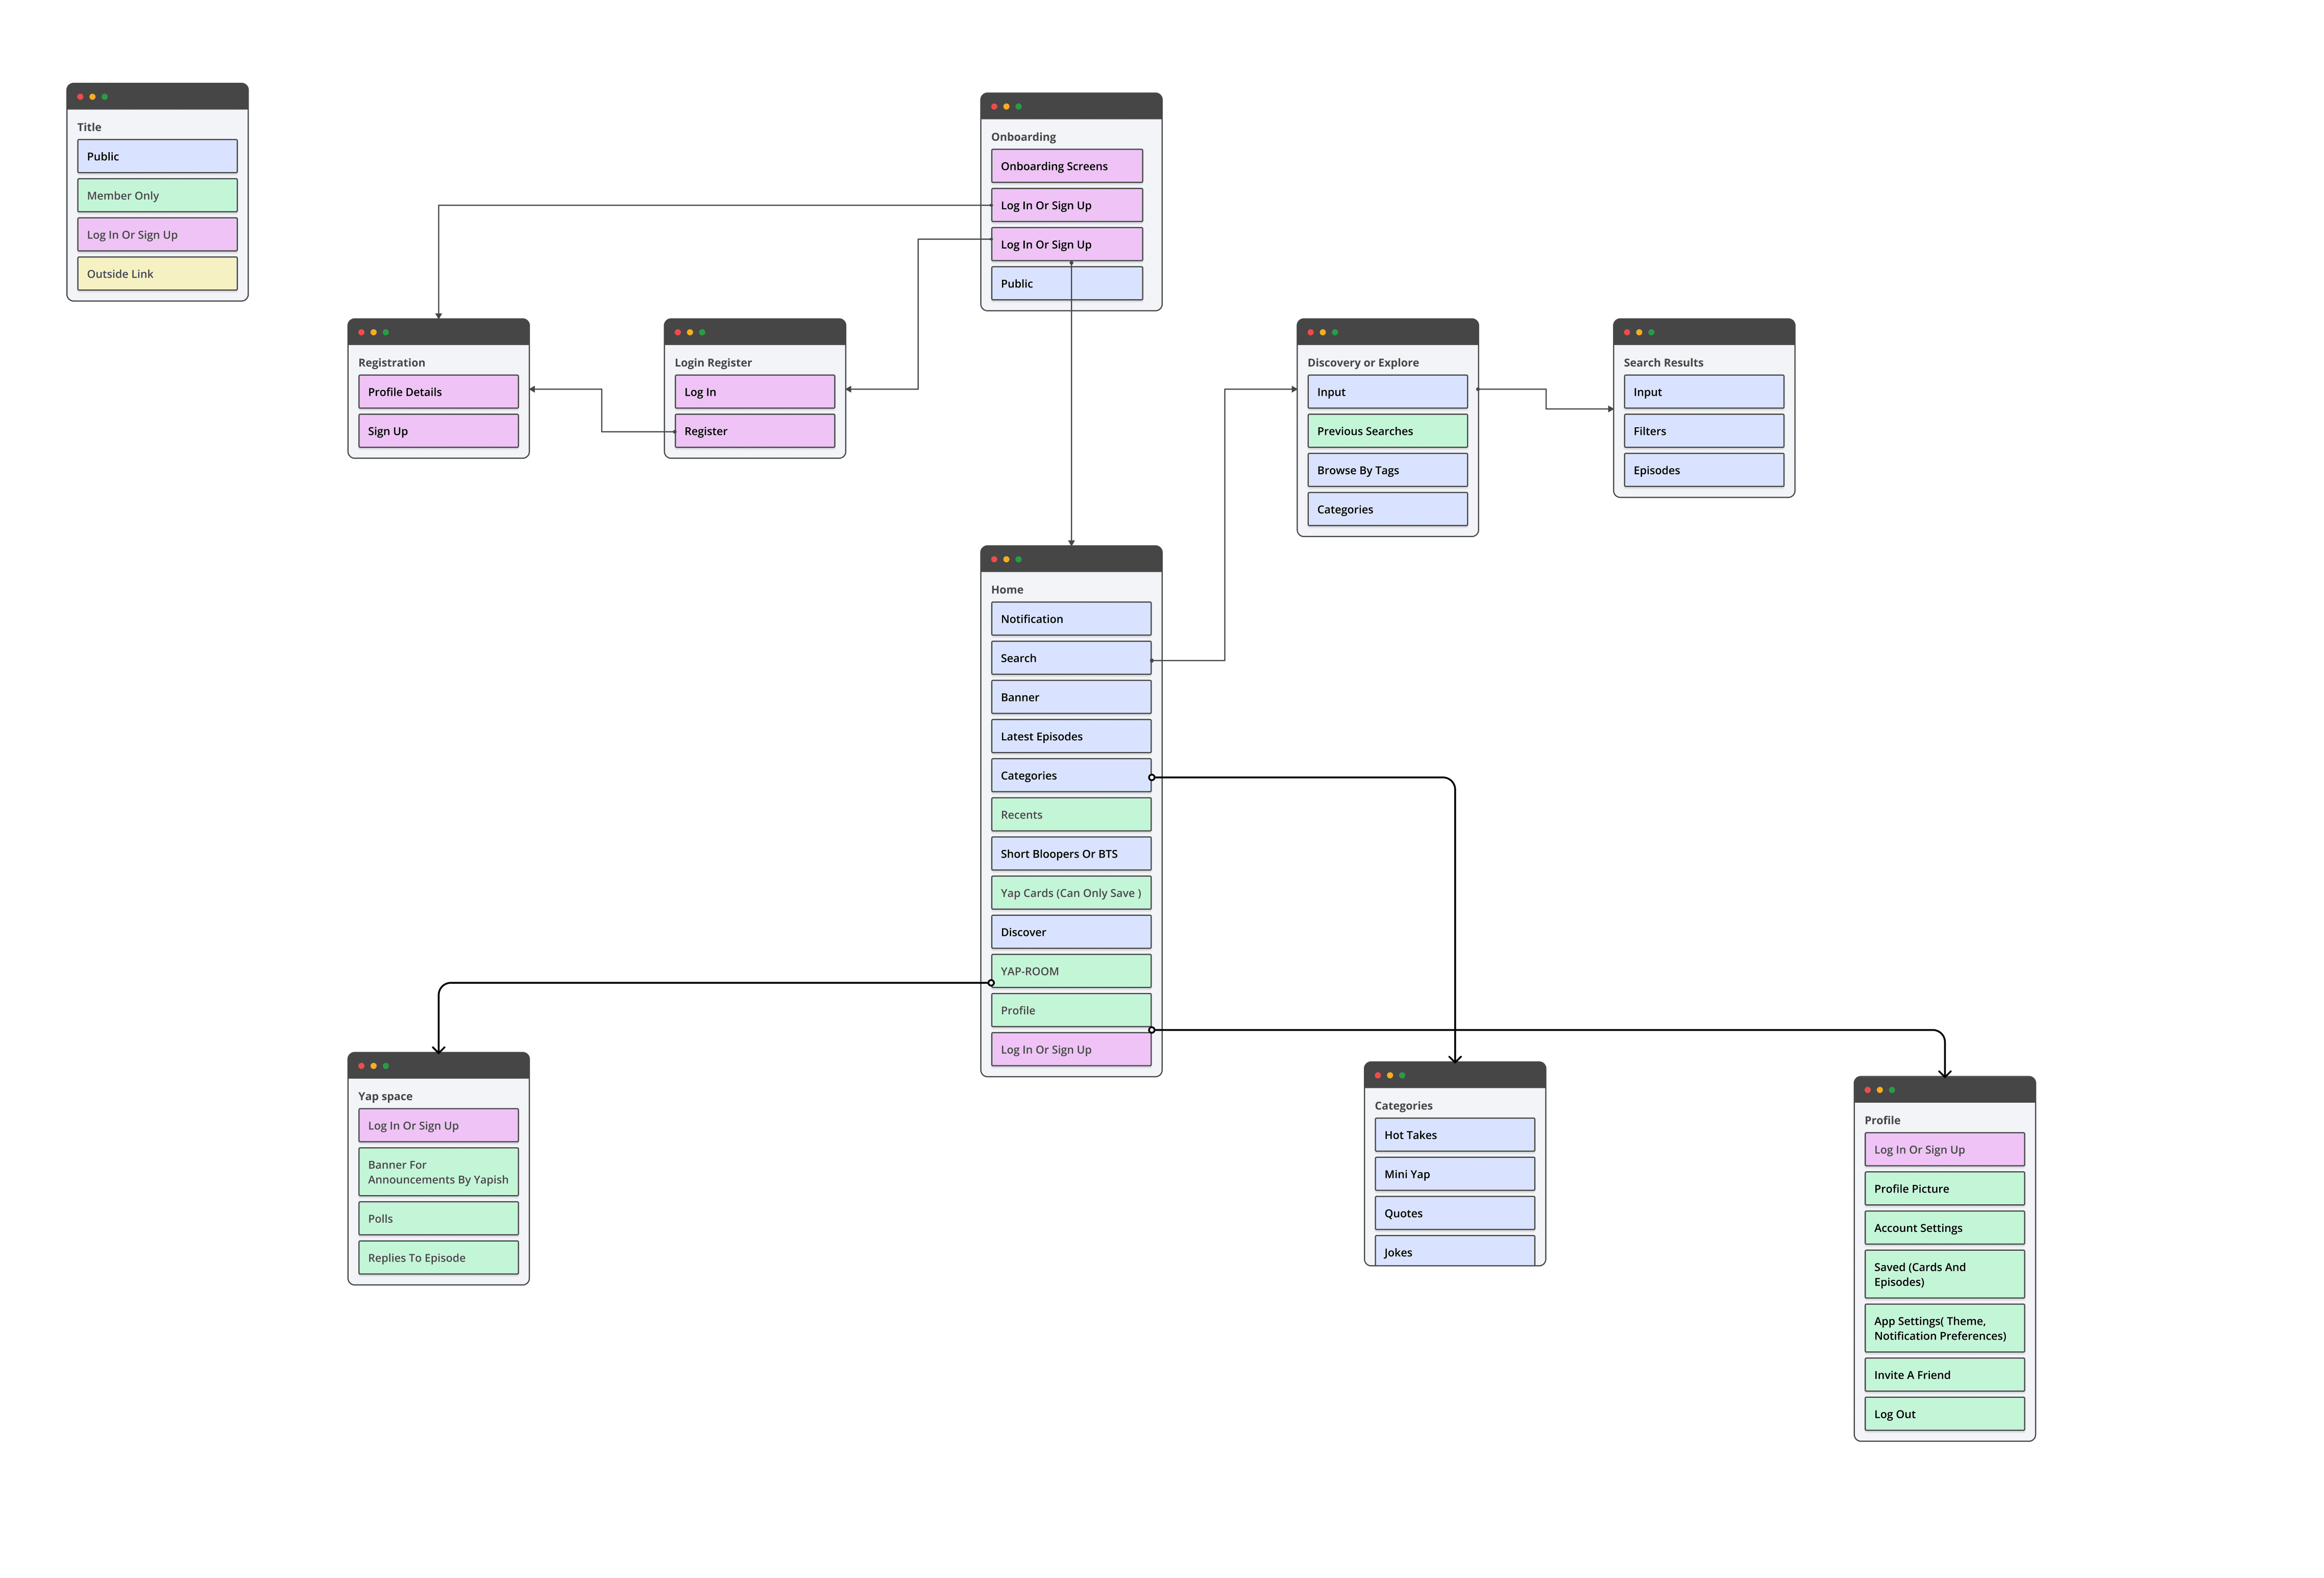 Title
Public
Member Only
Log In Or Sign Up
Outside Link
Onboarding
Onboarding Screens
Log In Or Sign Up
Log In Or Sign Up
Public
Registration
Profile Details
Sign Up
Login Register
Log In
Register
Discovery or Explore
Input
Previous Searches
Browse By Tags
Categories
Search Results
Input
Filters
Episodes
Home
Notification
Search
Banner
Latest Episodes
Categories
Recents
Short Bloopers Or BTS
Yap Cards (Can Only Save )
Discover
YAP-ROOM
Profile
Log In Or Sign Up
Yap space
Log In Or Sign Up
Banner For
Announcements By Yapish
Polls
Replies To Episode
Categories
Hot Takes
Mini Yap
Quotes
Jokes
Profile
Log In Or Sign Up
Profile Picture
Account Settings
Saved (Cards And
Episodes)
App Settings( Theme,
Notification Preferences)
Invite A Friend
Log Out